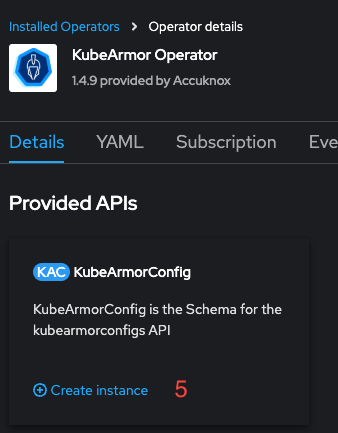 Installed Operators > Operator details
KubeArmor Operator
1.4.9 provided by Accuknox
Details YAML Subscription Eve
Provided APIs
KAC KubeArmorConfig
KubeArmorConfig is the Schema for the
kubearmorconfigs API
Create instance 5